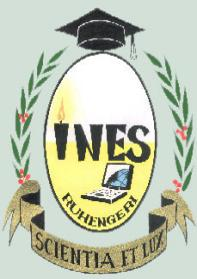 INES
RUHENGERI
SCIENTIA ET LUX